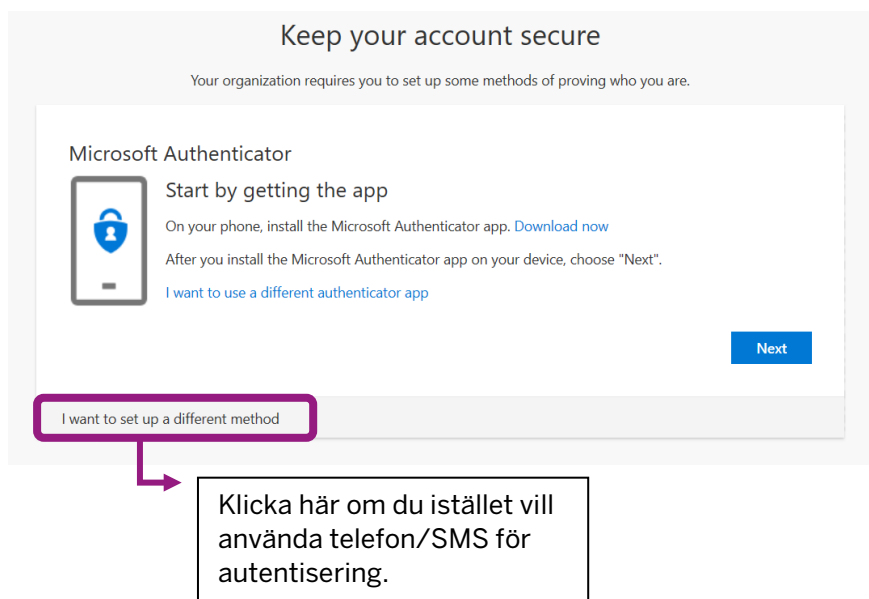 Keep your account secure
Your organization requires you to set up some methods of proving who you are.
Microsoft Authenticator
Start by getting the app
On your phone, install the Microsoft Authenticator app. Download now
After you install the Microsoft Authenticator app on your device, choose "Next".
I want to use a different authenticator app
Next
I want to set up a different method
Klicka här om du istället vill
använda telefon/SMS för
autentisering.